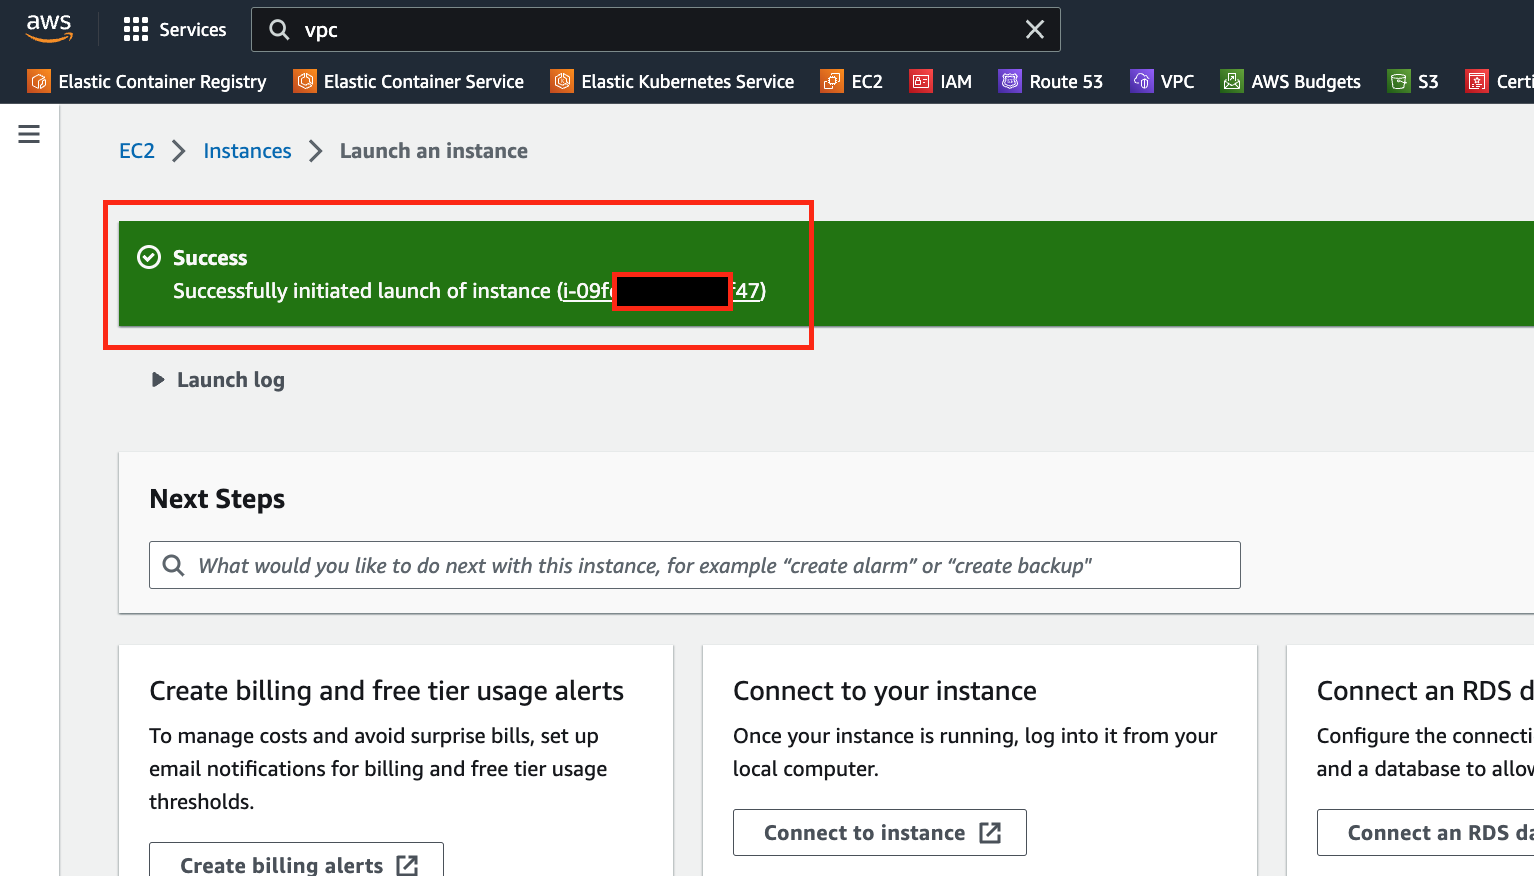 aws
Services
vpc
Elastic Container Registry
Elastic Container Service
Elastic Kubernetes Service
EC2
IAM
Route 53
VPC
AWS Budgets
S3
Certi
EC2
Instances
Launch an instance
Success
Successfully initiated launch of instance (i-09f f47)
Launch log
Next Steps
What would you like to do next with this instance, for example “create alarm” or “create backup"
Create billing and free tier usage alerts
To manage costs and avoid surprise bills, set up
email notifications for billing and free tier usage
thresholds.
Create billing alerts
Connect to your instance
Once your instance is running, log into it from your
local computer.
Connect to instance
Connect an RDS d
Configure the connecti
and a database to allow
Connect an RDS da